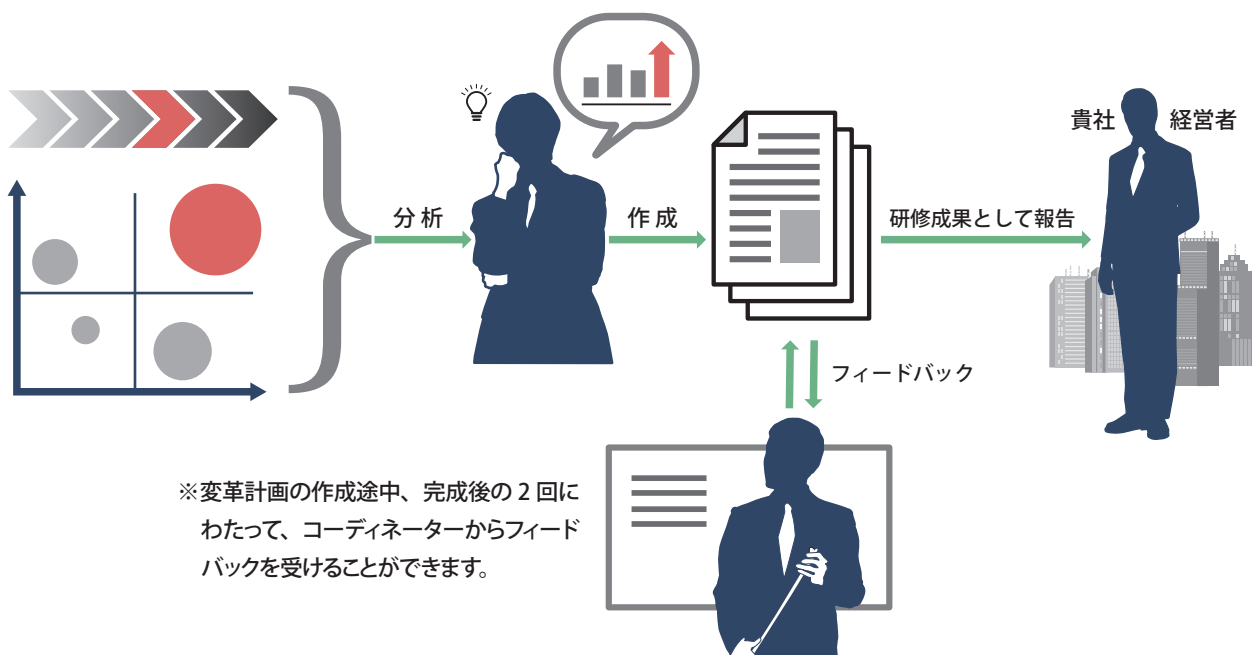 貴社 経営者
分析
作成
研修成果として報告
フィードバック
※変革計画の作成途中、完成後の2回に
わたって、コーディネーターからフィード
バックを受けることができます。